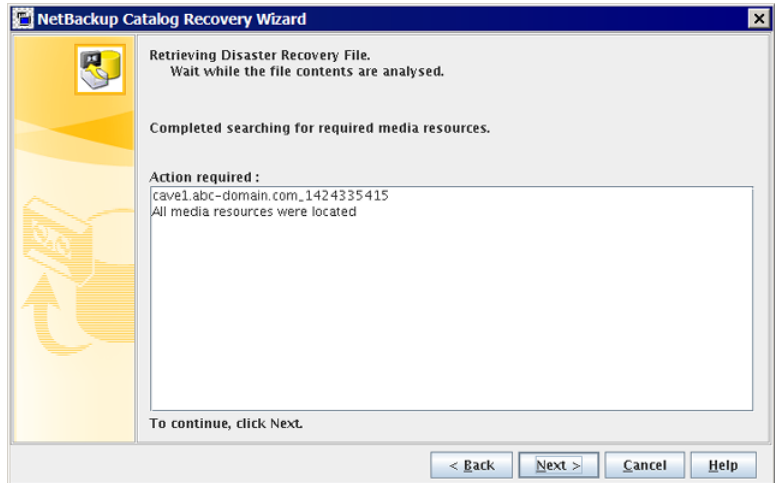 NetBackup Catalog Recovery Wizard
Retrieving Disaster Recovery File.
Wait while the file contents are analysed.
Completed searching for required media resources.
Action required :
cave1.abc-domain.com_1424335415
All media resources were located
To continue, click Next.
< Back Next > Cancel Help